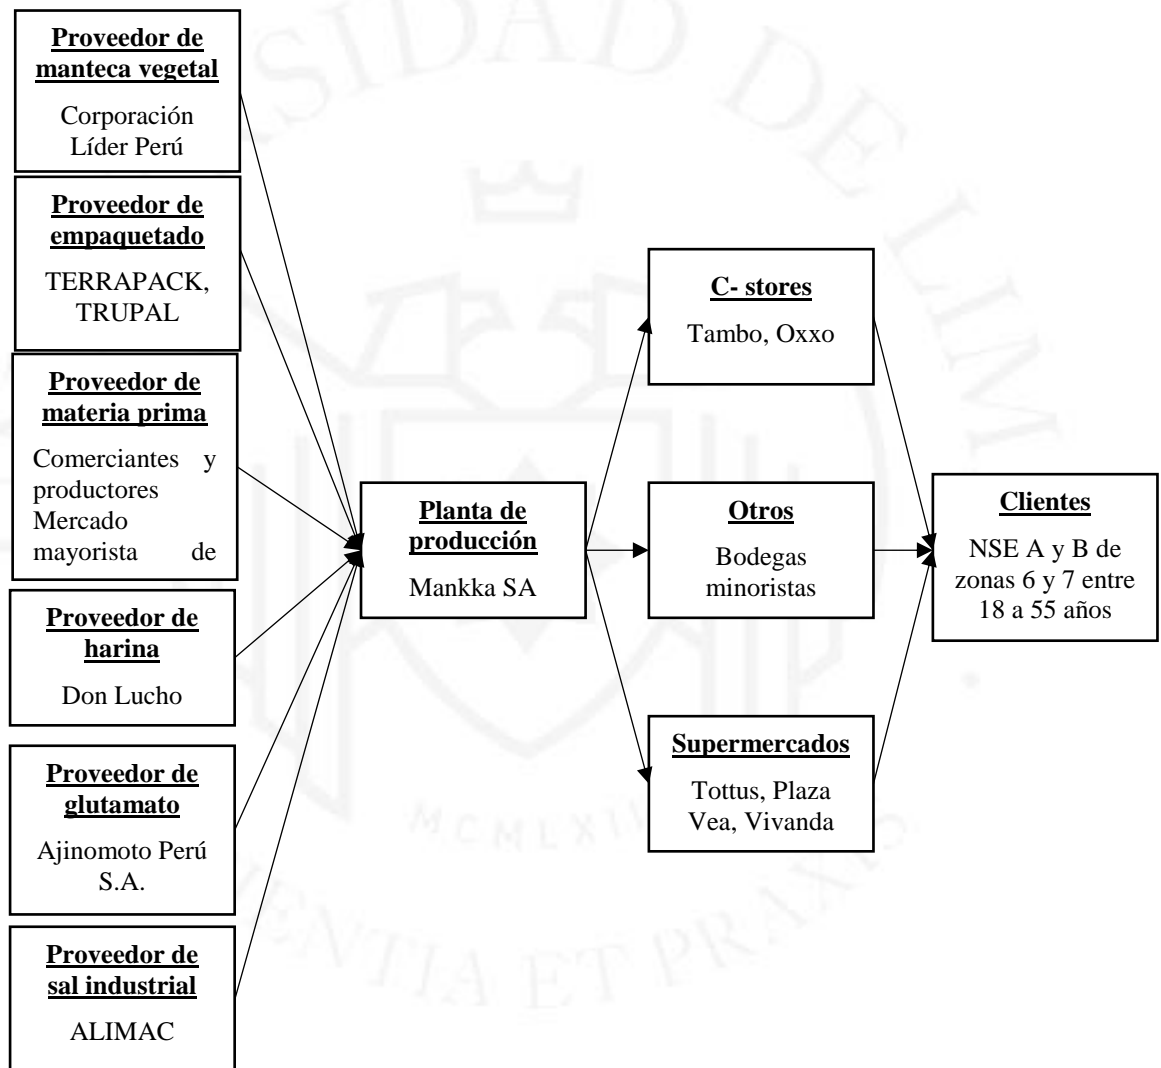 Proveedor de
manteca vegetal
Corporación
Líder Perú
Proveedor de
empaquetado
TERRAPACK,
TRUPAL
Proveedor de
materia prima
Comerciantes y
productores
Mercado
mayorista de
Proveedor de
harina
Don Lucho
Proveedor de
glutamato
Ajinomoto Perú
S.A.
Proveedor de
sal industrial
ALIMAC
Planta de
producción
Mankka SA
C- stores
Tambo, Oxxo
Otros
Bodegas
minoristas
Supermercados
Tottus, Plaza
Vea, Vivanda
Clientes
NSE A y B de
zonas 6 y 7 entre
18 a 55 años